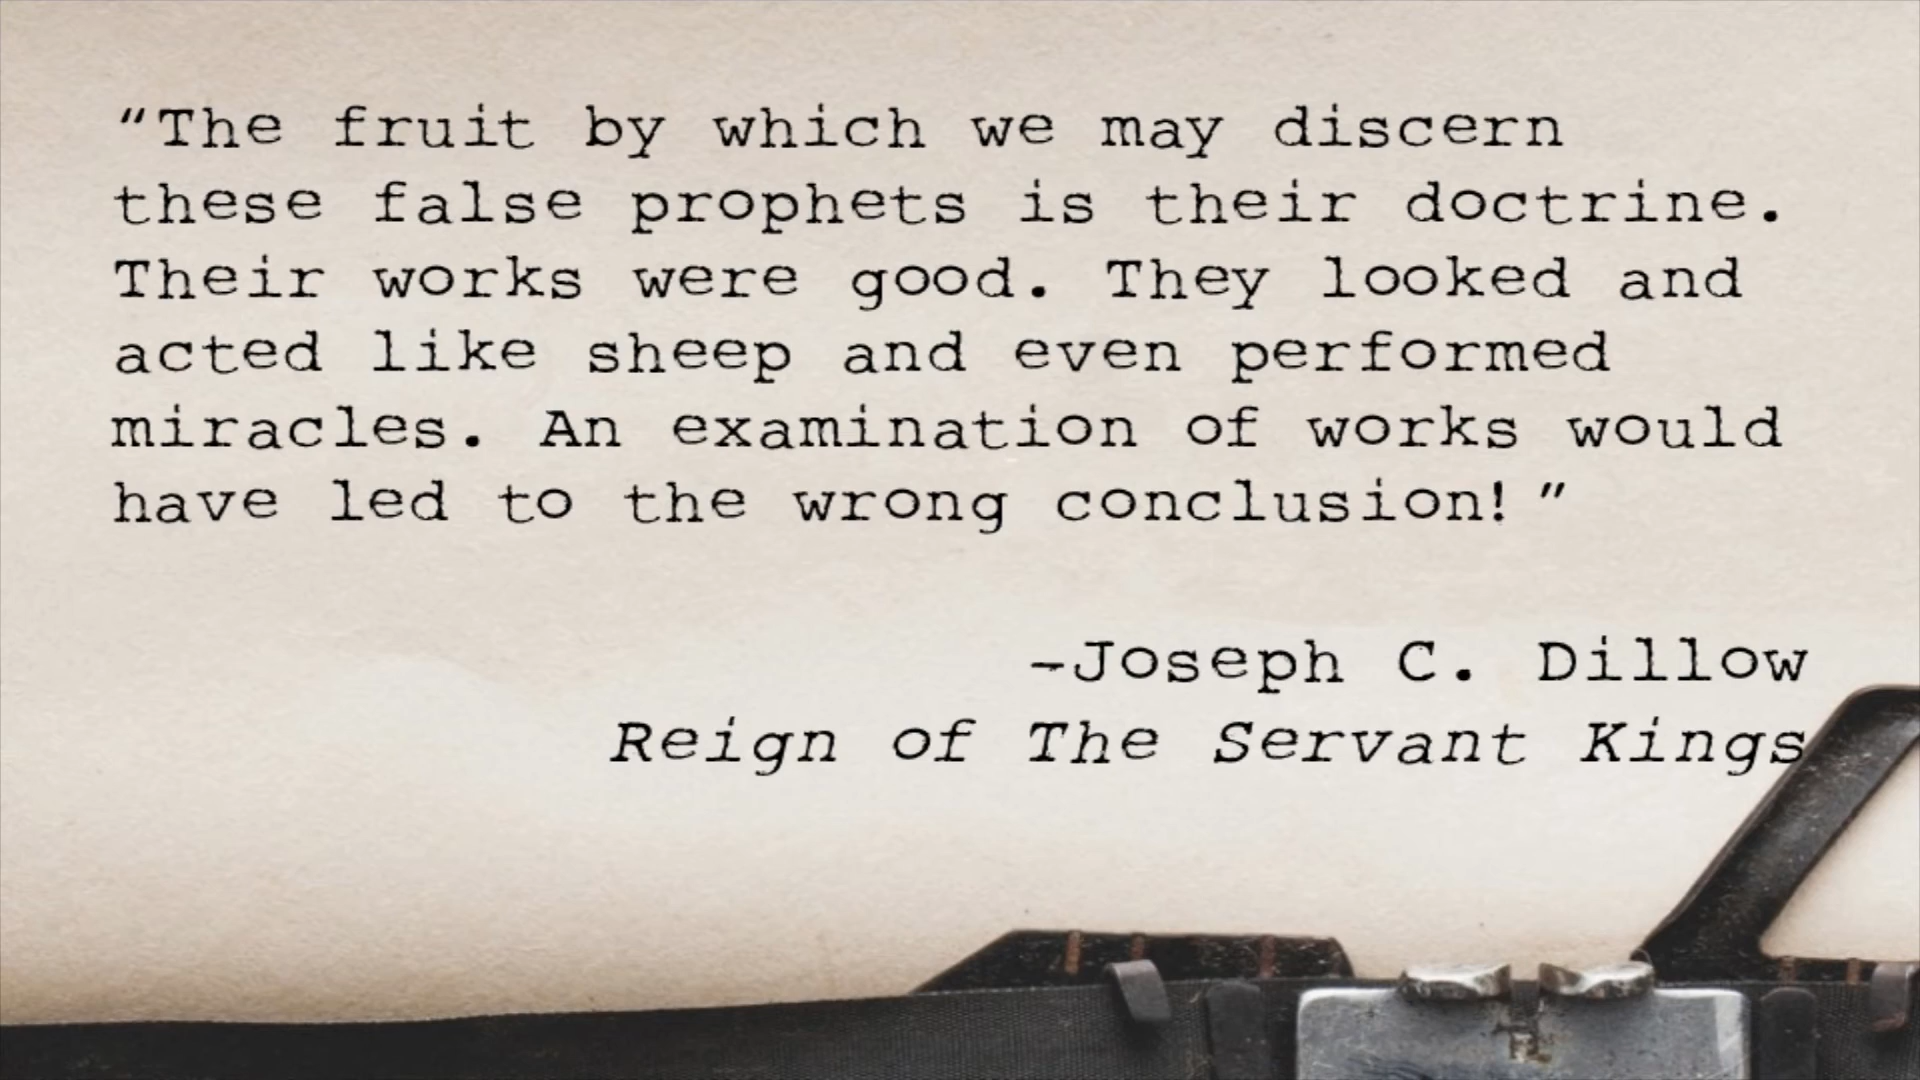 "The fruit by which we may discern
these false prophets is their doctrine.
Their works were good. They looked and
acted like sheep and even performed
miracles. An examination of works would
have led to the wrong conclusion!"
-Joseph C. Dillow
Reign of The Servant Kings